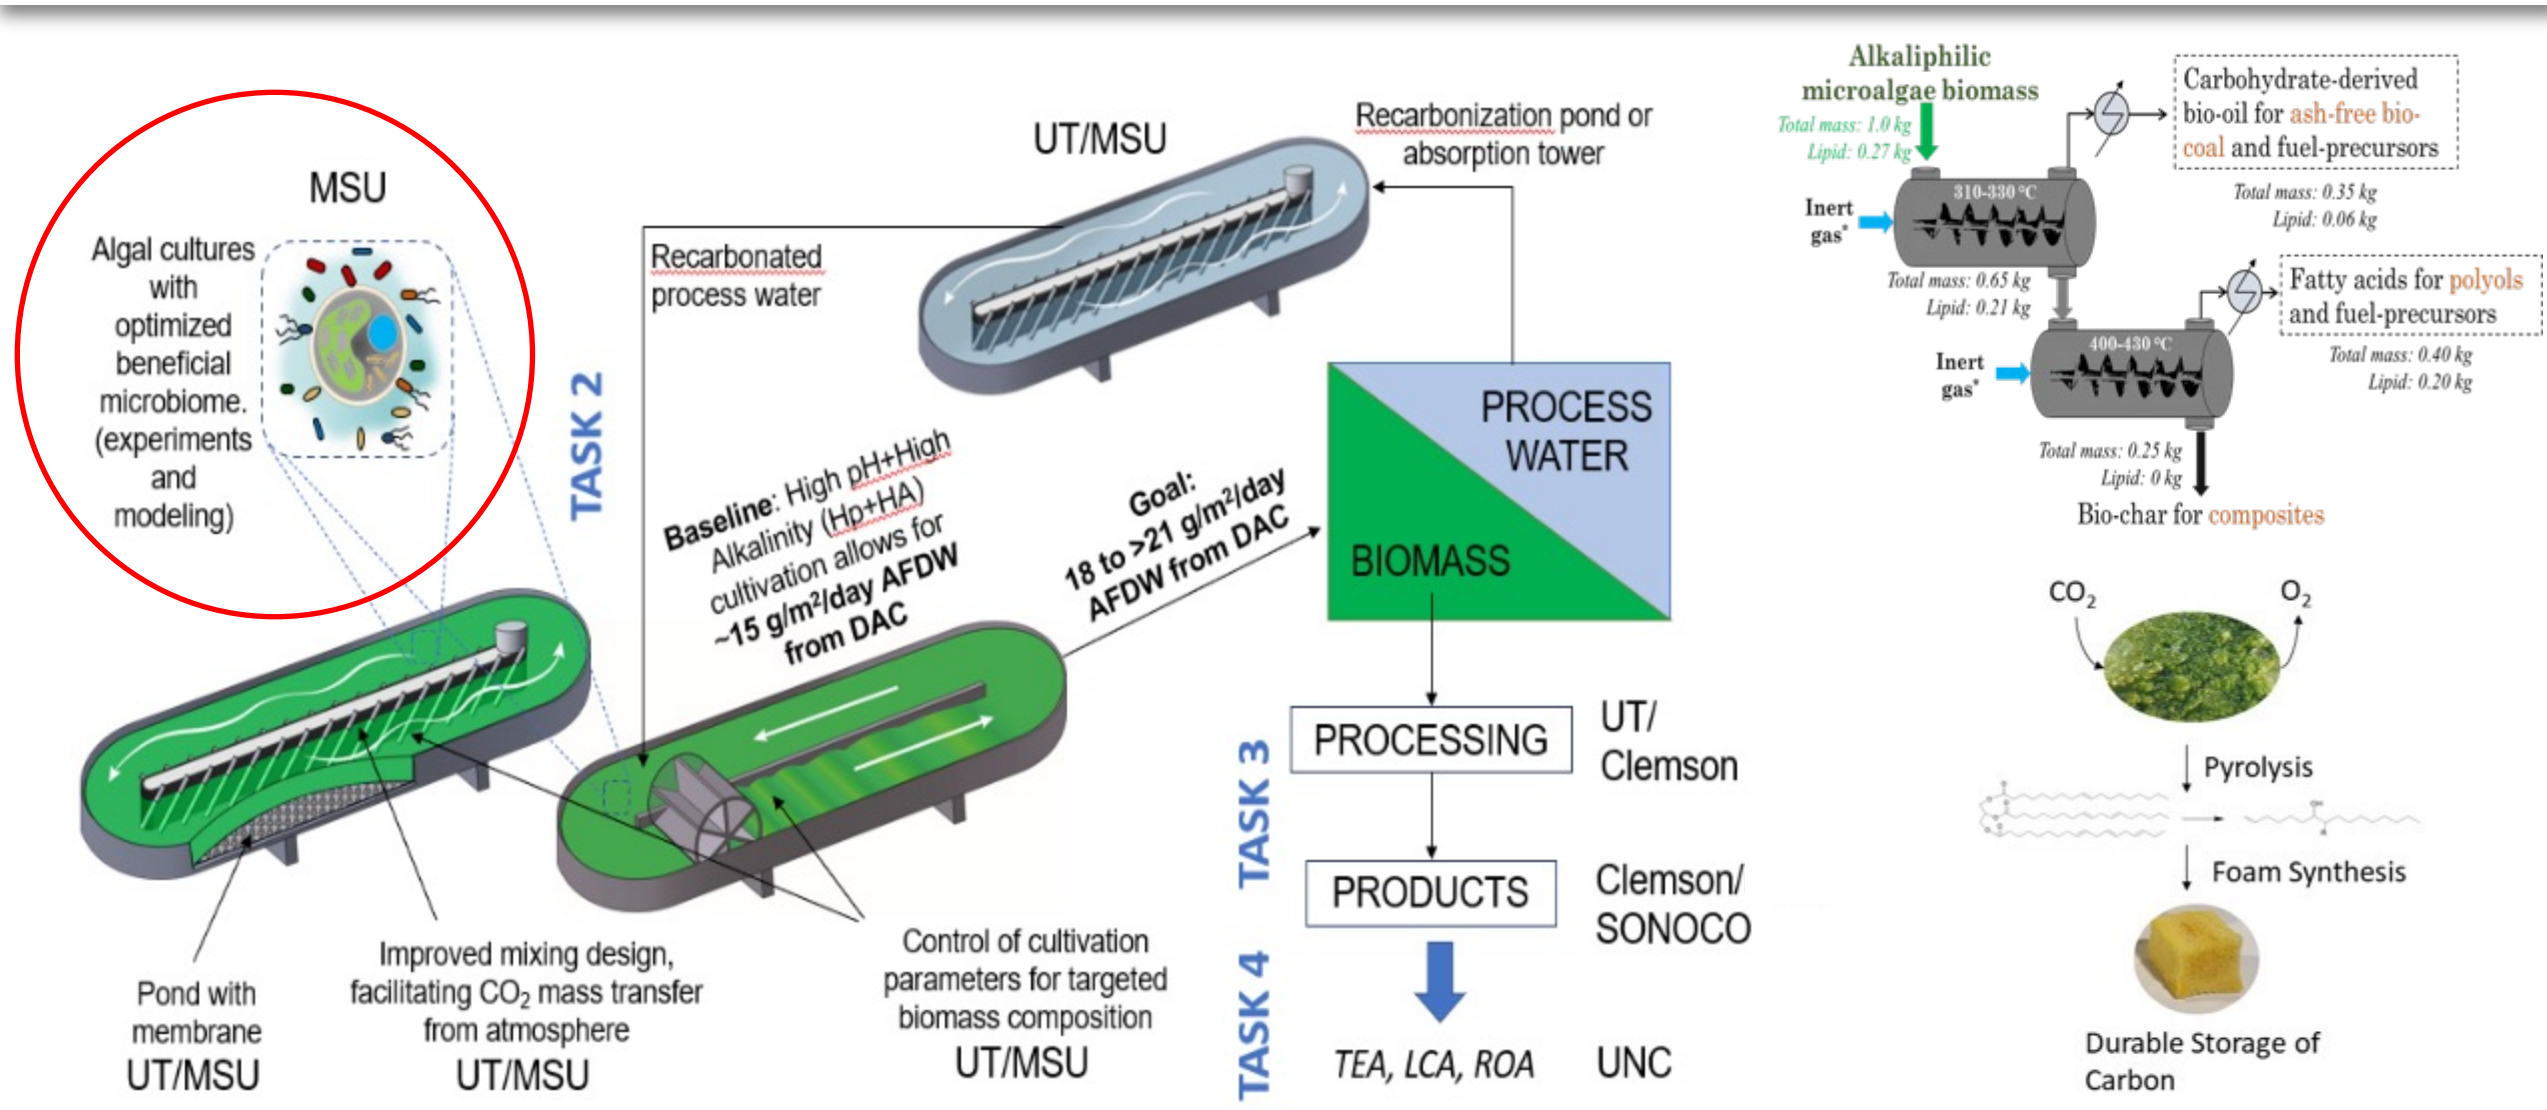 MSU
Algal cultures
with
optimized
beneficial
microbiome.
(experiments
and
modeling)
TASK 2
UT/MSU
Recarbonization pond or
absorption tower
Recarbonated
process water
Baseline: High pH+High
Alkalinity (Hp+HA)
cultivation allows for
~15 g/m²/day AFDW
from DAC
Goal:
18 to >21 g/m²/day
AFDW from DAC
PROCESS
WATER
BIOMASS
Pond with
membrane
UT/MSU
Improved mixing design,
facilitating CO₂ mass transfer
from atmosphere
UT/MSU
Control of cultivation
parameters for targeted
biomass composition
UT/MSU
TASK 3
PROCESSING
UT/
Clemson
PRODUCTS
Clemson/
SONOCO
TASK 4
TEA, LCA, ROA
UNC
Alkaliphilic
microalgae biomass
Total mass: 1.0 kg
Lipid: 0.27 kg
Inert
gas*
310-330 °C
Carbohydrate-derived
bio-oil for ash-free bio-
coal and fuel-precursors
Total mass: 0.35 kg
Lipid: 0.06 kg
Total mass: 0.65 kg
Lipid: 0.21 kg
Inert
gas*
400-430 °C
Fatty acids for polyols
and fuel-precursors
Total mass: 0.40 kg
Lipid: 0.20 kg
Total mass: 0.25 kg
Lipid: 0 kg
Bio-char for composites
CO₂
O₂
Pyrolysis
OH
Foam Synthesis
Durable Storage of
Carbon